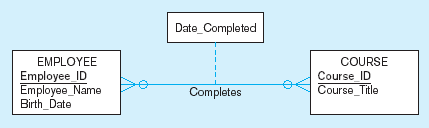 Date_Completed
EMPLOYEE
Employee_ID
Employee_Name
Birth_Date
Completes
COURSE
Course_ID
Course_Title